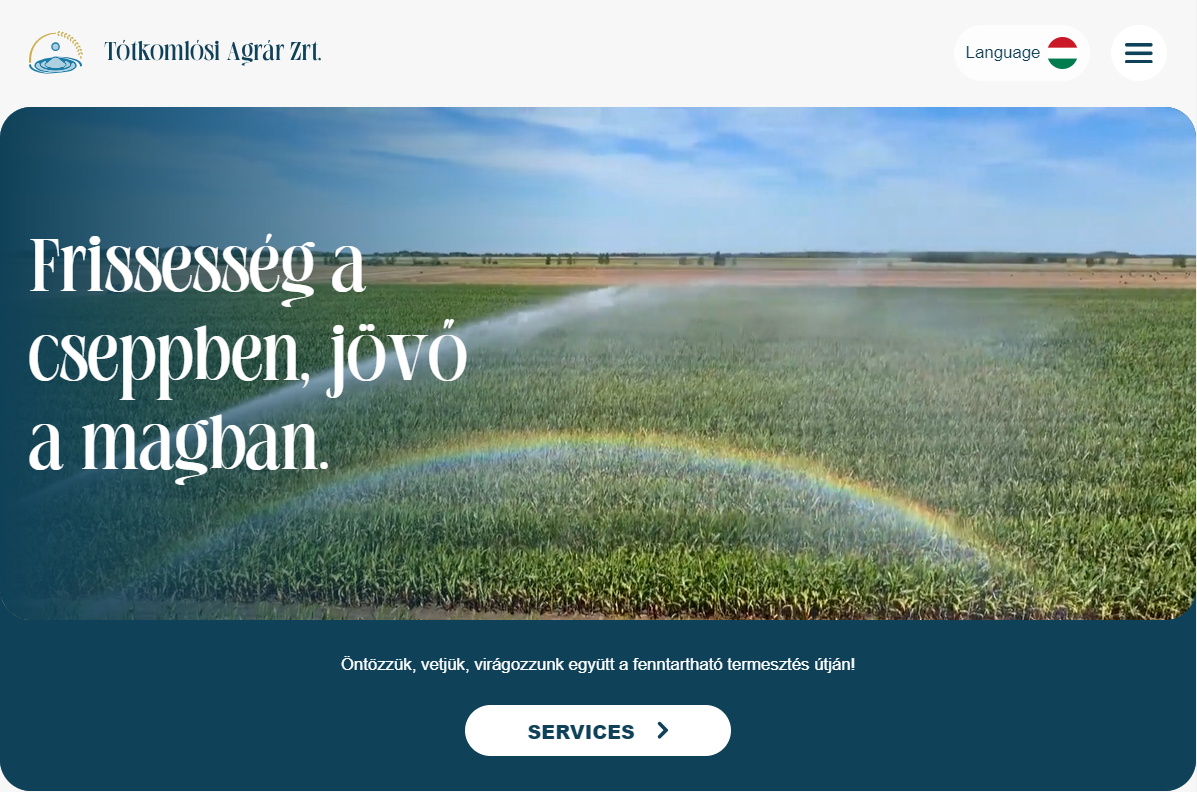 Tótkomlósi Agrár Zrt.
Language
Frissesség a
cseppben, jövő
a magban.
Öntözzük, vetjük, virágozzunk együtt a fenntartható termesztés útján!
SERVICES